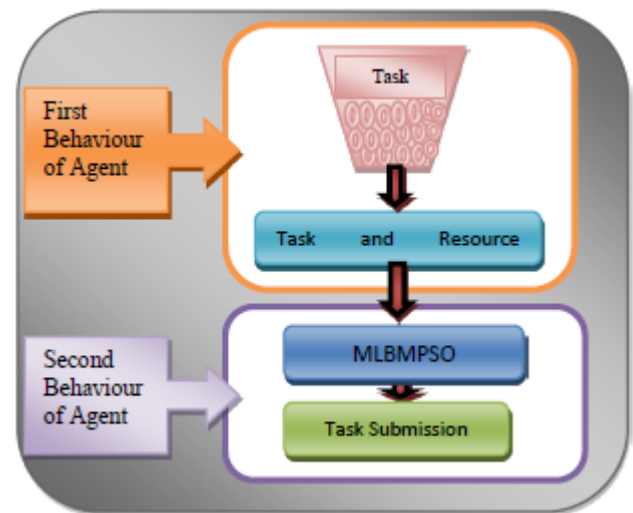 Task
First
Behaviour
of Agent
Task and Resource
MLBMPSO
Second
Behaviour
of Agent
Task Submission